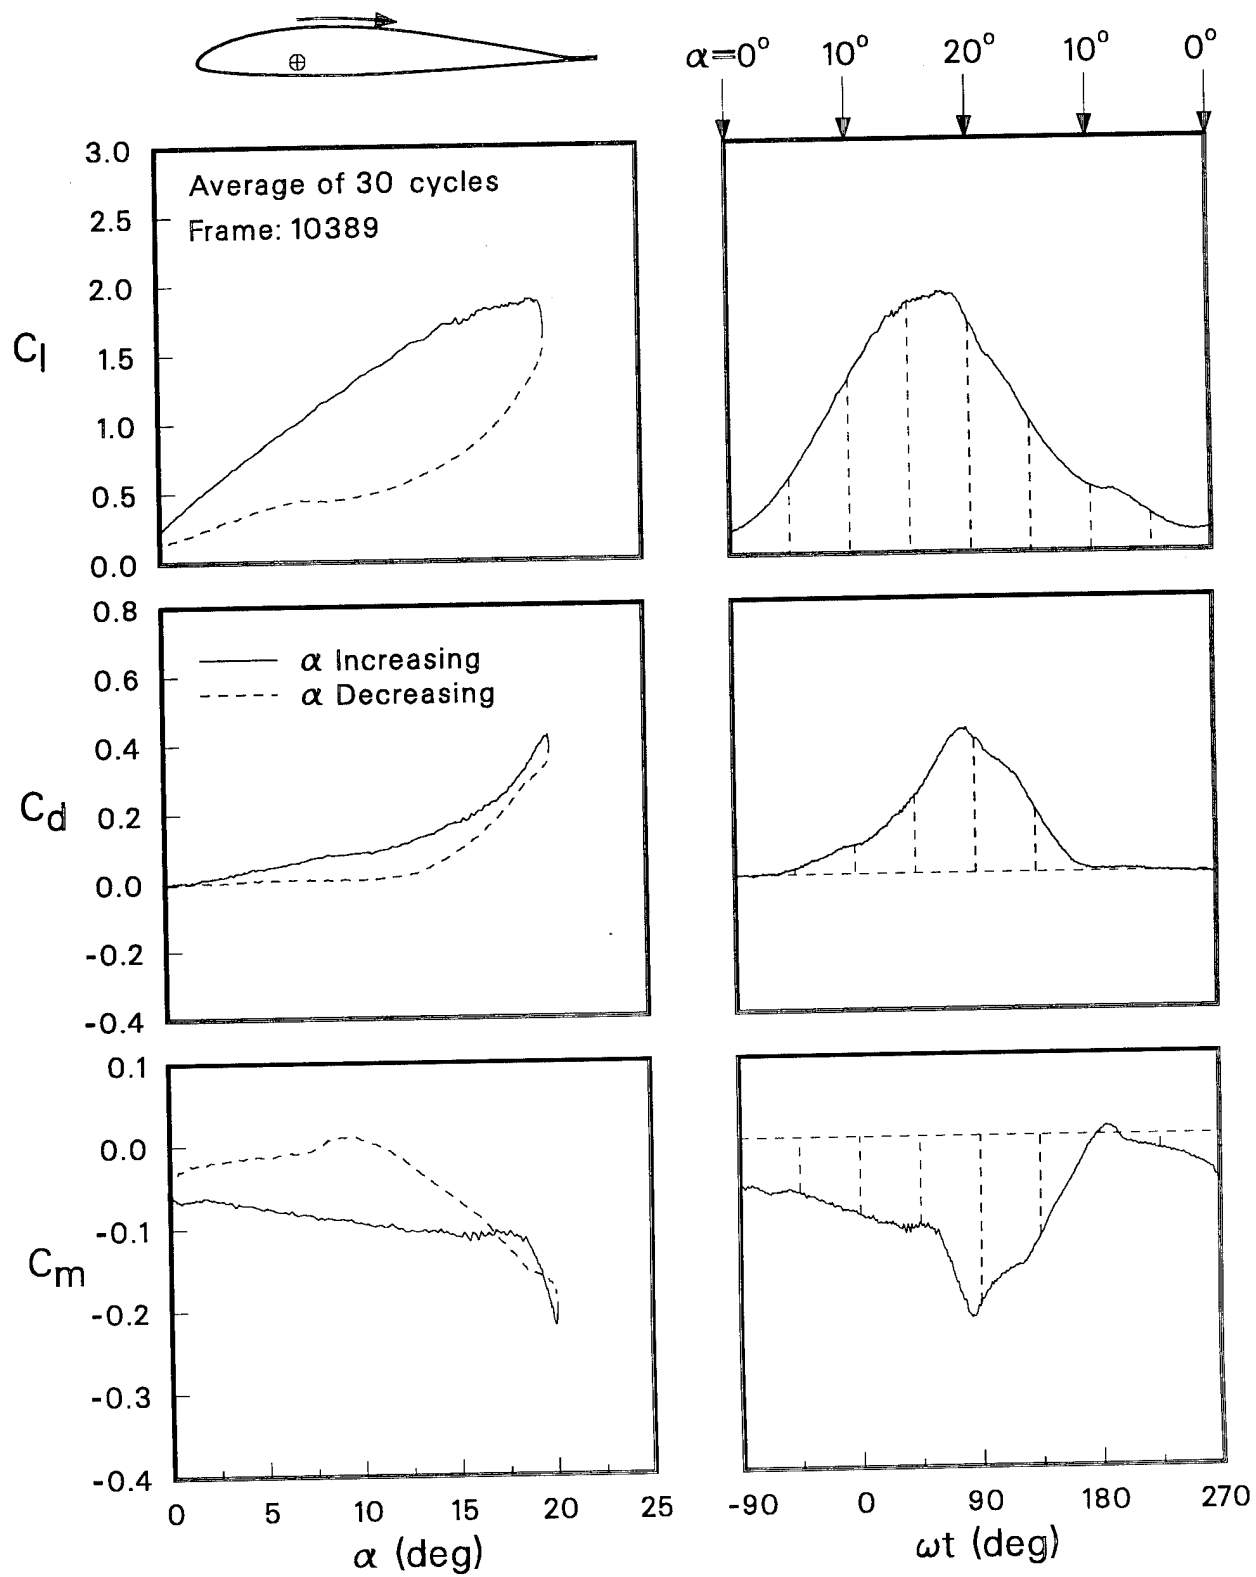 α=0° 10° 20° 10° 0°
3.0
Average of 30 cycles
2.5
Frame: 10389
2.0
Cl
1.5
1.0
0.5
0.0
0.8
α Increasing
0.6
α Decreasing
0.4
Cd
0.2
0.0
-0.2
-0.4
0.1
0.0
-0.1
Cm
-0.2
-0.3
-0.4
0 5 10 15 20 25
α (deg)
-90 0 90 180 270
ωt (deg)